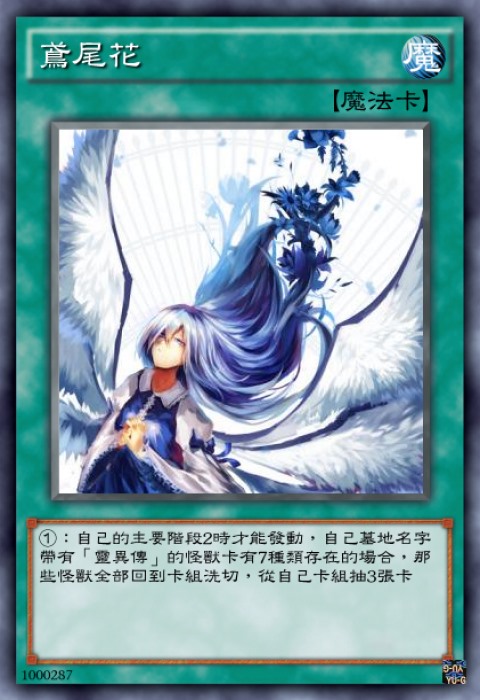 鳶尾花
魔
【魔法卡】
①：自己的主要階段2時才能發動，自己墓地名字
帶有「靈異傳」的怪獸卡有7種類存在的場合，那
些怪獸全部回到卡組洗切，從自己卡組抽3張卡
1000287